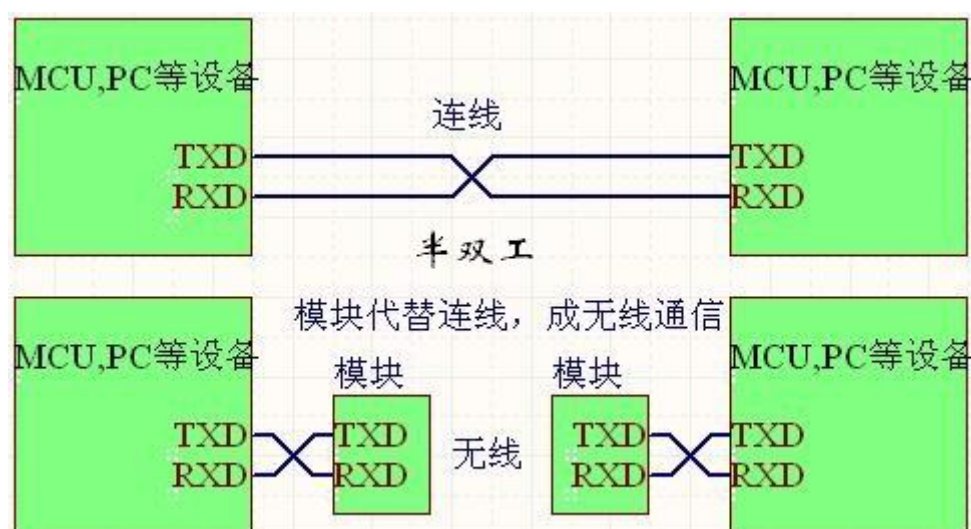 MCU,PC等设备
MCU,PC等设备
连线
TXD
TXD
RXD
RXD
半双工
模块代替连线，成无线通信
MCU,PC等设备
MCU,PC等设备
模块
模块
TXD
TXD
无线
TXD
TXD
RXD
RXD
RXD
RXD